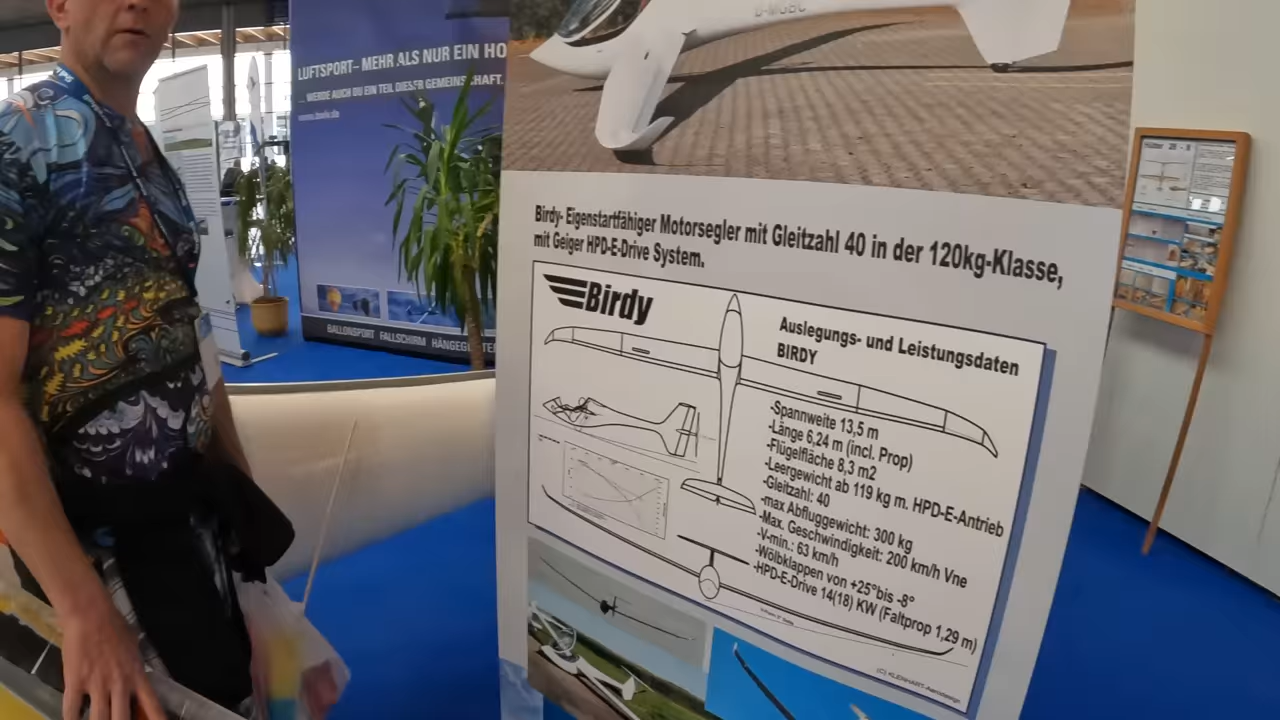 D-MGBC
LUFTSPORT– MEHR ALS NUR EIN HO
... WERDE AUCH DU EIN TEIL DIESER GEMEINSCHAFT.
BALLONSPORT FALLSCHIRM HÄNGEGLEITE
Birdy- Eigenstartfähiger Motorsegler mit Gleitzahl 40 in der 120kg-Klasse,
mit Geiger HPD-E-Drive System.
Birdy
Auslegungs- und Leistungsdaten
BIRDY
-Spannweite 13,5 m
-Länge 6,24 m (incl. Prop)
-Flügelfläche 8,3 m2
-Leergewicht ab 119 kg m. HPD-E-Antrieb
-Gleitzahl: 40
-max Abfluggewicht: 300 kg
-Max. Geschwindigkeit: 200 km/h Vne
-V-min.: 63 km/h
-Wölbklappen von +25°bis -8°
-HPD-E-Drive 14(18) KW (Faltprop 1,29 m)